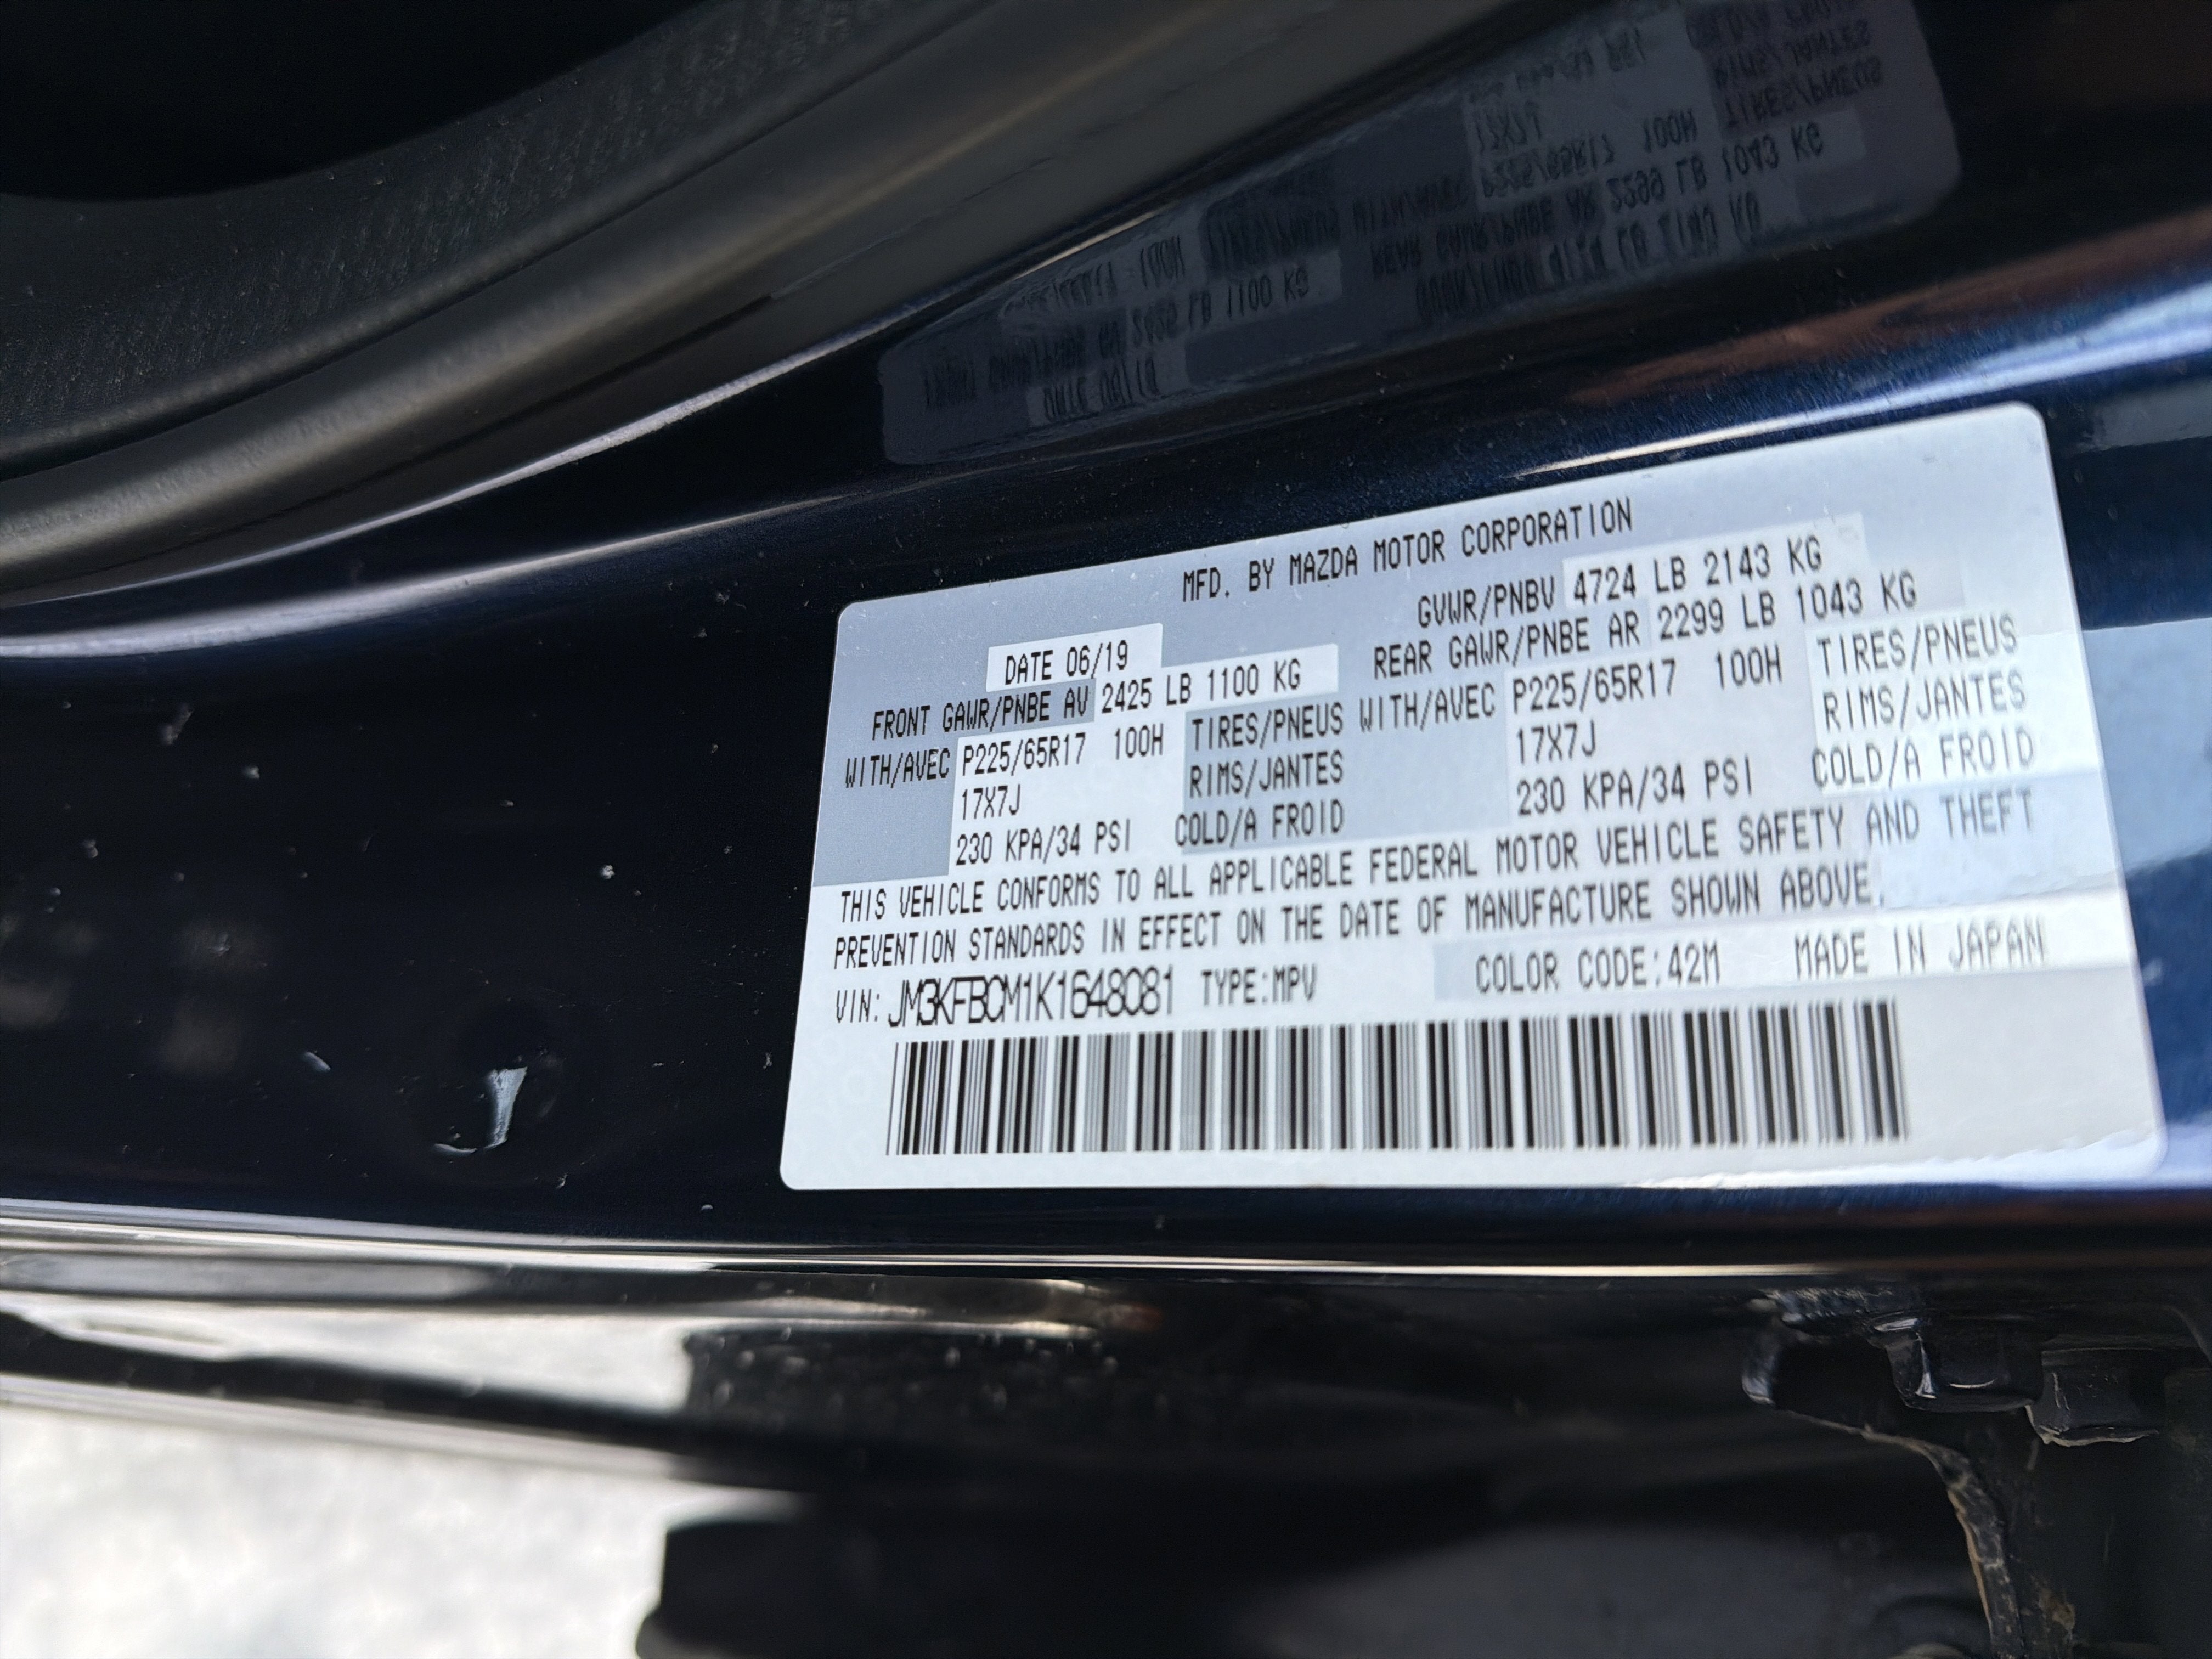 MFD. BY MAZDA MOTOR CORPORATION
DATE 06/19 GVWR/PNBV 4724 LB 2143 KG
FRONT GAWR/PNBE AV 2425 LB 1100 KG REAR GAWR/PNBE AR 2299 LB 1043 KG
WITH/AVEC P225/65R17 100H TIRES/PNEUS WITH/AVEC P225/65R17 100H TIRES/PNEUS
17X7J RIMS/JANTES 17X7J RIMS/JANTES
230 KPA/34 PSI COLD/A FROID 230 KPA/34 PSI COLD/A FROID
THIS VEHICLE CONFORMS TO ALL APPLICABLE FEDERAL MOTOR VEHICLE SAFETY AND THEFT
PREVENTION STANDARDS IN EFFECT ON THE DATE OF MANUFACTURE SHOWN ABOVE.
VIN: JM3KFBCM1K1648081 TYPE:MPV COLOR CODE:42M MADE IN JAPAN